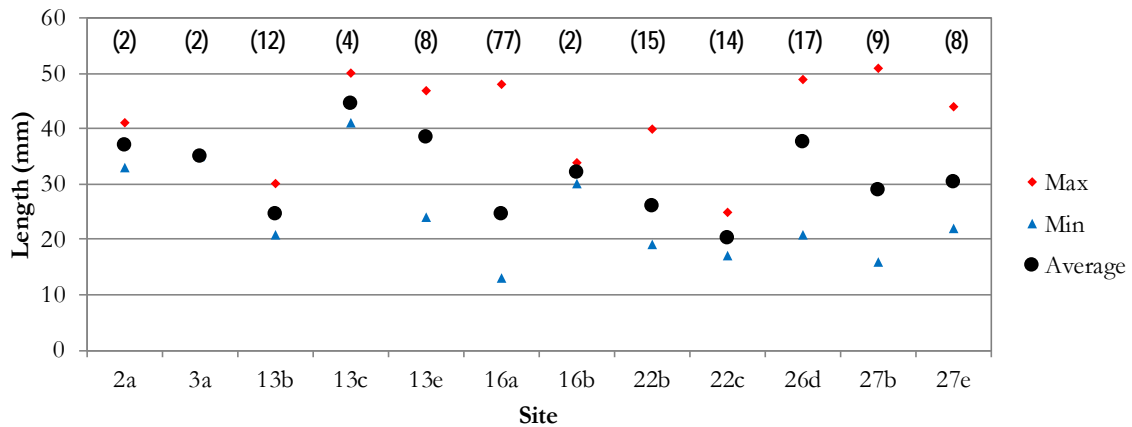 60
(2) (2) (12) (4) (8) (77) (2) (15) (14) (17) (9) (8)
50
40
30
20
10
0
Length (mm)
2a 3a 13b 13c 13e 16a 16b 22b 22c 26d 27b 27e
Site
Max
Min
Average